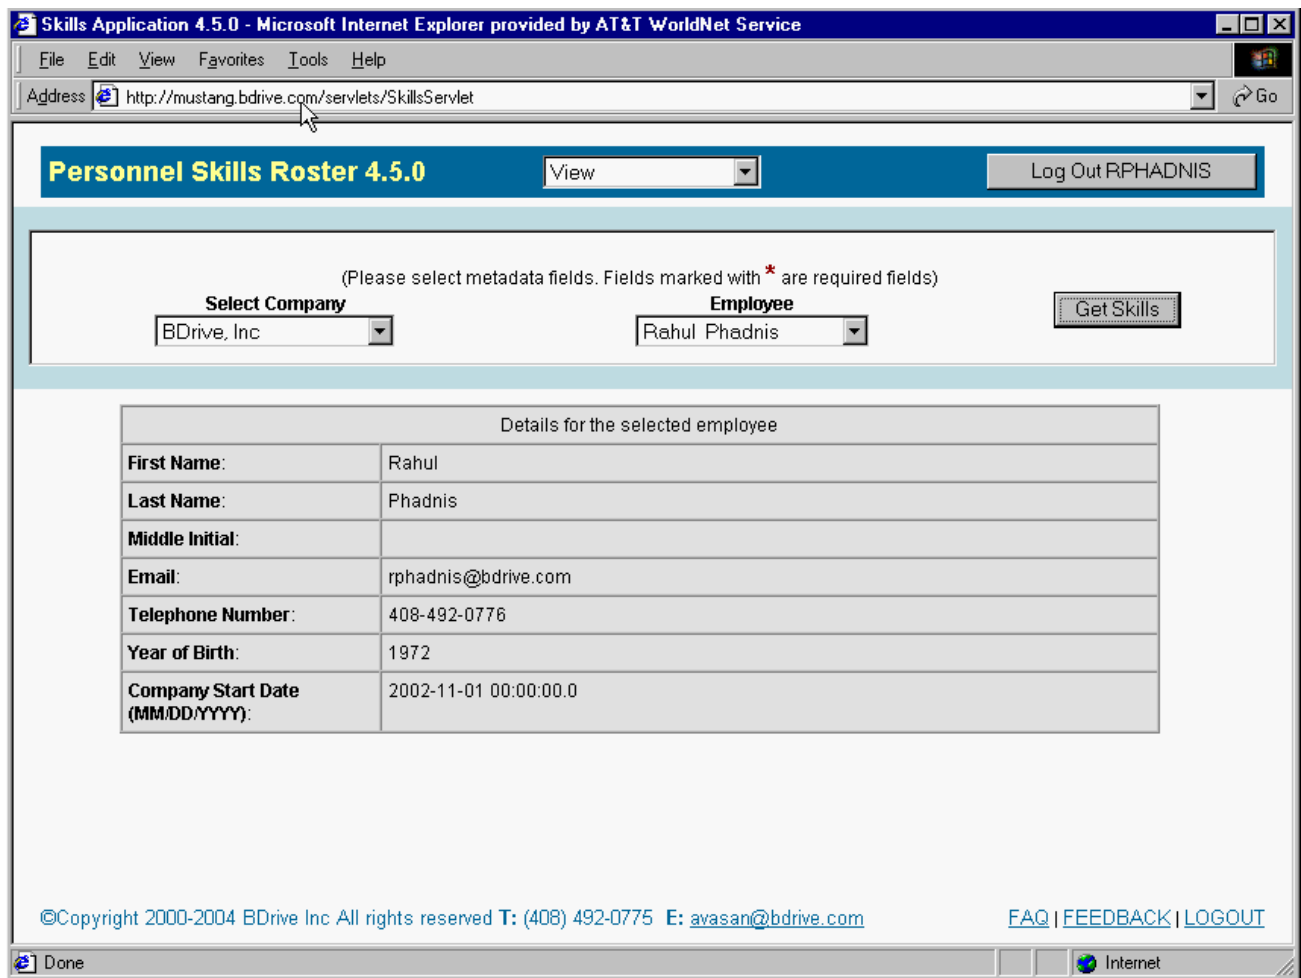 Skills Application 4.5.0 - Microsoft Internet Explorer provided by AT&T WorldNet Service
File Edit View Favorites Tools Help
Address http://mustang.bdrive.com/servlets/SkillsServlet Go
Personnel Skills Roster 4.5.0 View Log Out RPHADNIS
(Please select metadata fields. Fields marked with * are required fields)
Select Company Employee
BDrive, Inc Rahul Phadnis Get Skills
Details for the selected employee
First Name: Rahul
Last Name: Phadnis
Middle Initial:
Email: rphadnis@bdrive.com
Telephone Number: 408-492-0776
Year of Birth: 1972
Company Start Date 2002-11-01 00:00:00.0
(MM/DD/YYYY):
©Copyright 2000-2004 BDrive Inc All rights reserved T: (408) 492-0775 E: avasan@bdrive.com FAQ | FEEDBACK | LOGOUT
Done Internet